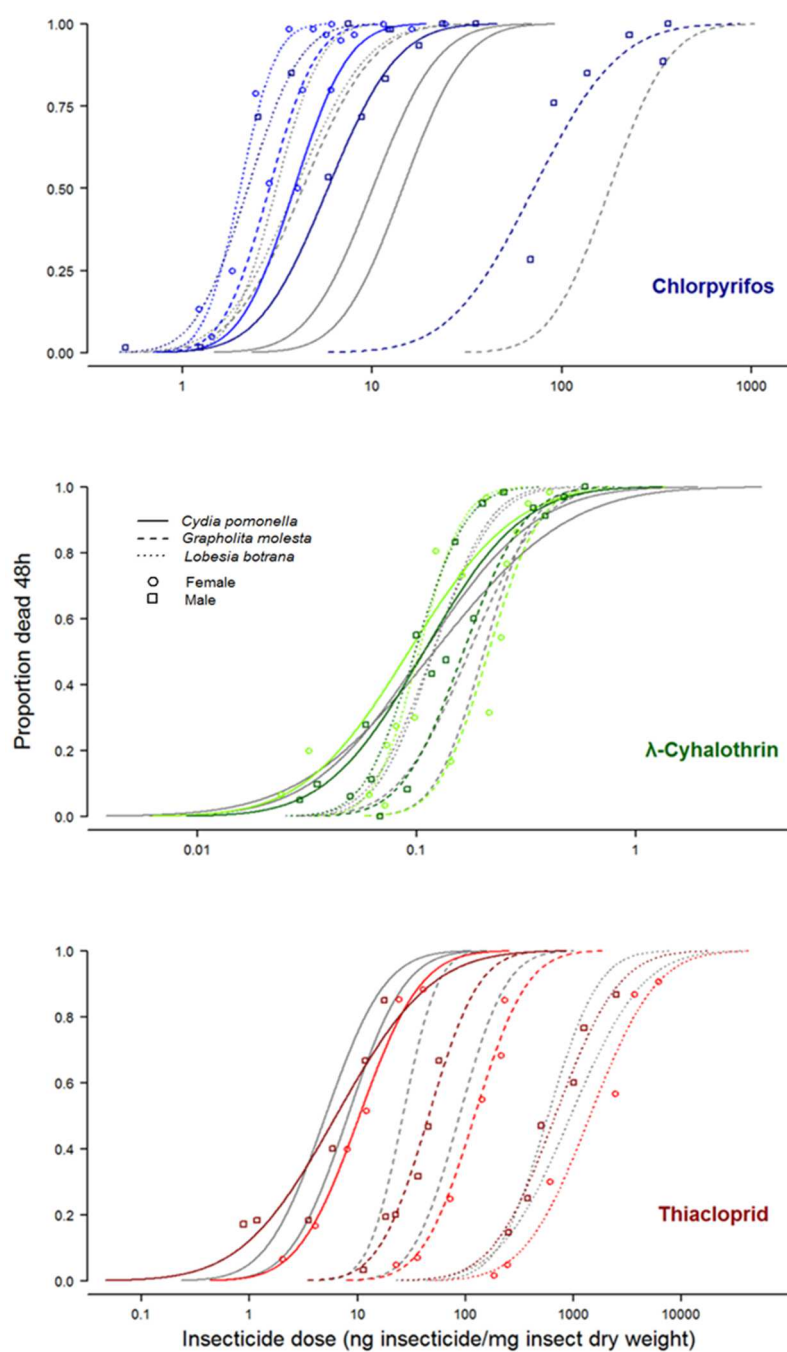 1.00
0.75
0.50
0.25
0.00
Chlorpyrifos
1 10 100 1000
Proportion dead 48h
1.0
0.8
0.6
0.4
0.2
0.0
Cydia pomonella
Grapholita molesta
Lobesia botrana
Female
Male
λ-Cyhalothrin
0.01 0.1 1
1.0
0.8
0.6
0.4
0.2
0.0
Thiacloprid
0.1 1 10 100 1000 10000
Insecticide dose (ng insecticide/mg insect dry weight)